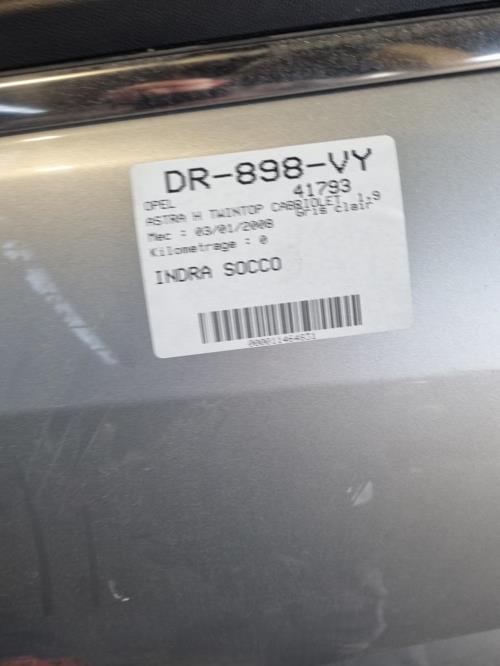 DR-898-VY
OPEL 41793
ASTRA H TWINTOP CABRIOLET 1.9
Mec : 03/01/2008 Gris clair
Kilometrage : 0
INDRA SOCCO
000011464831